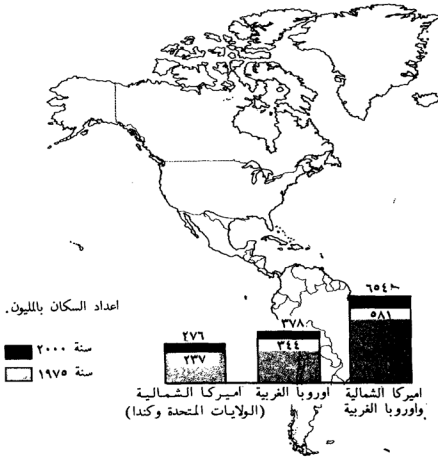 اعداد السكان بالمليون.
سنة ٢٠٠٠
سنة ١٩٧٥
٢٧٦
٢٣٧
٣٧٨
٣٤٤
٦٥٤
٥٨١
اميركا الشمالية
(الولايات المتحدة وكندا)
اوروبا الغربية
اميركا الشمالية
واوروبا الغربية